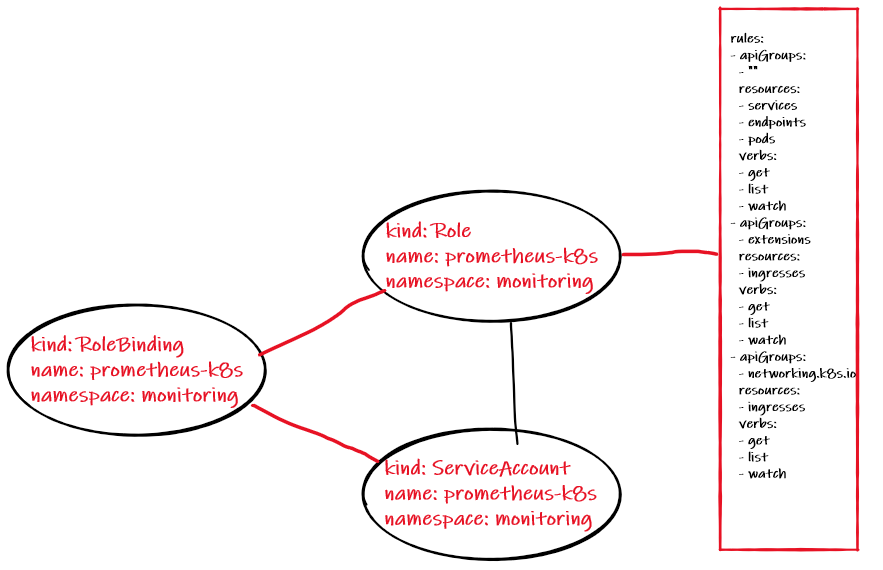 kind: RoleBinding
name: prometheus-k8s
namespace: monitoring
kind: Role
name: prometheus-k8s
namespace: monitoring
kind: ServiceAccount
name: prometheus-k8s
namespace: monitoring
rules:
- apiGroups:
  - ""
  resources:
  - services
  - endpoints
  - pods
  verbs:
  - get
  - list
  - watch
- apiGroups:
  - extensions
  resources:
  - ingresses
  verbs:
  - get
  - list
  - watch
- apiGroups:
  - networking.k8s.io
  resources:
  - ingresses
  verbs:
  - get
  - list
  - watch